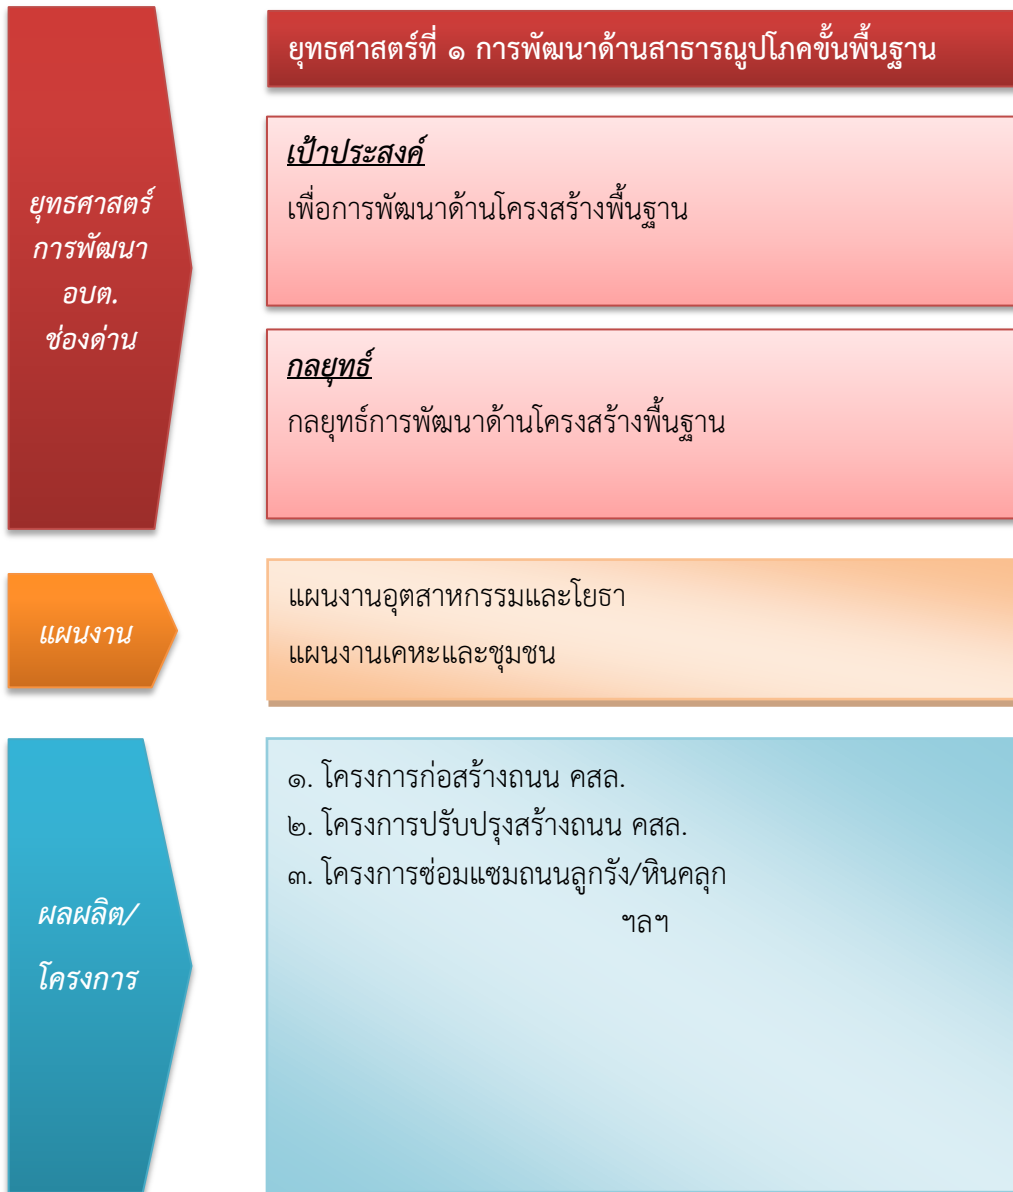 ยุทธศาสตร์
การพัฒนา
อบต.
ช่องด่าน
ยุทธศาสตร์ที่ ๑ การพัฒนาด้านสาธารณูปโภคขั้นพื้นฐาน
เป้าประสงค์
เพื่อการพัฒนาด้านโครงสร้างพื้นฐาน
กลยุทธ์
กลยุทธ์การพัฒนาด้านโครงสร้างพื้นฐาน
แผนงาน
แผนงานอุตสาหกรรมและโยธา
แผนงานเคหะและชุมชน
ผลผลิต/
โครงการ
๑. โครงการก่อสร้างถนน คสล.
๒. โครงการปรับปรุงสร้างถนน คสล.
๓. โครงการซ่อมแซมถนนลูกรัง/หินคลุก
ฯลฯ